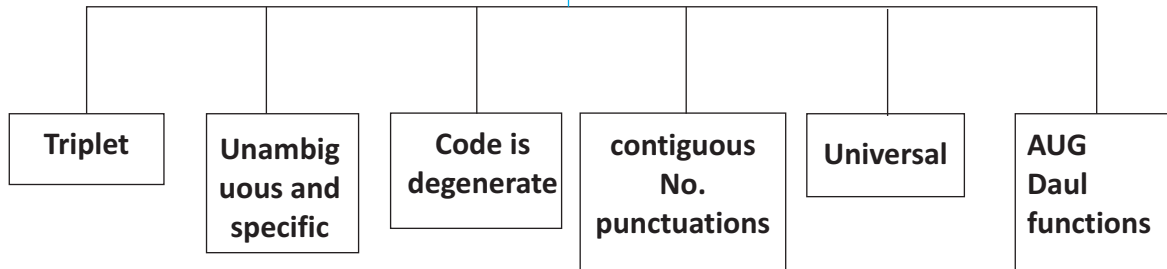 Triplet
Unambig
uous and
specific
Code is
degenerate
contiguous
No.
punctuations
Universal
AUG
Daul
functions